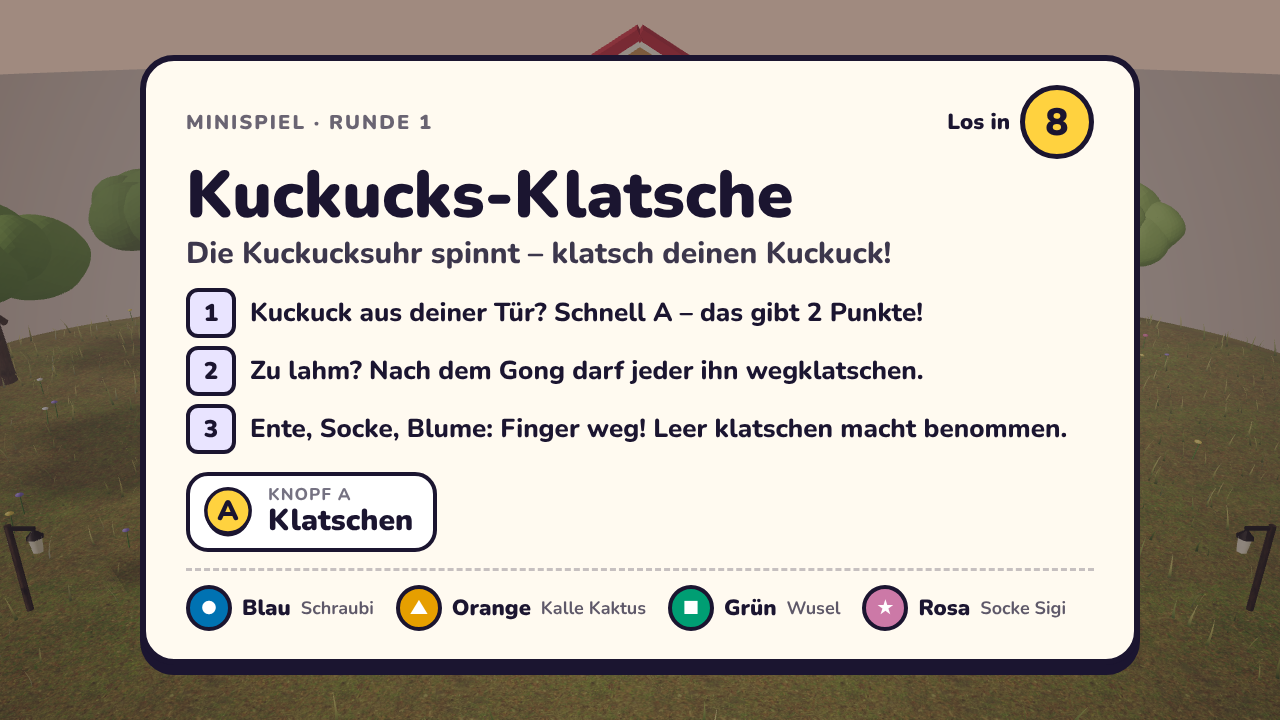 MINISPIEL · RUNDE 1
Los in 8
Kuckucks-Klatsche
Die Kuckucksuhr spinnt – klatsch deinen Kuckuck!
1 Kuckuck aus deiner Tür? Schnell A – das gibt 2 Punkte!
2 Zu lahm? Nach dem Gong darf jeder ihn wegklatschen.
3 Ente, Socke, Blume: Finger weg! Leer klatschen macht benommen.
KNOPF A
A Klatschen
Blau Schraubi Orange Kalle Kaktus Grün Wusel Rosa Socke Sigi